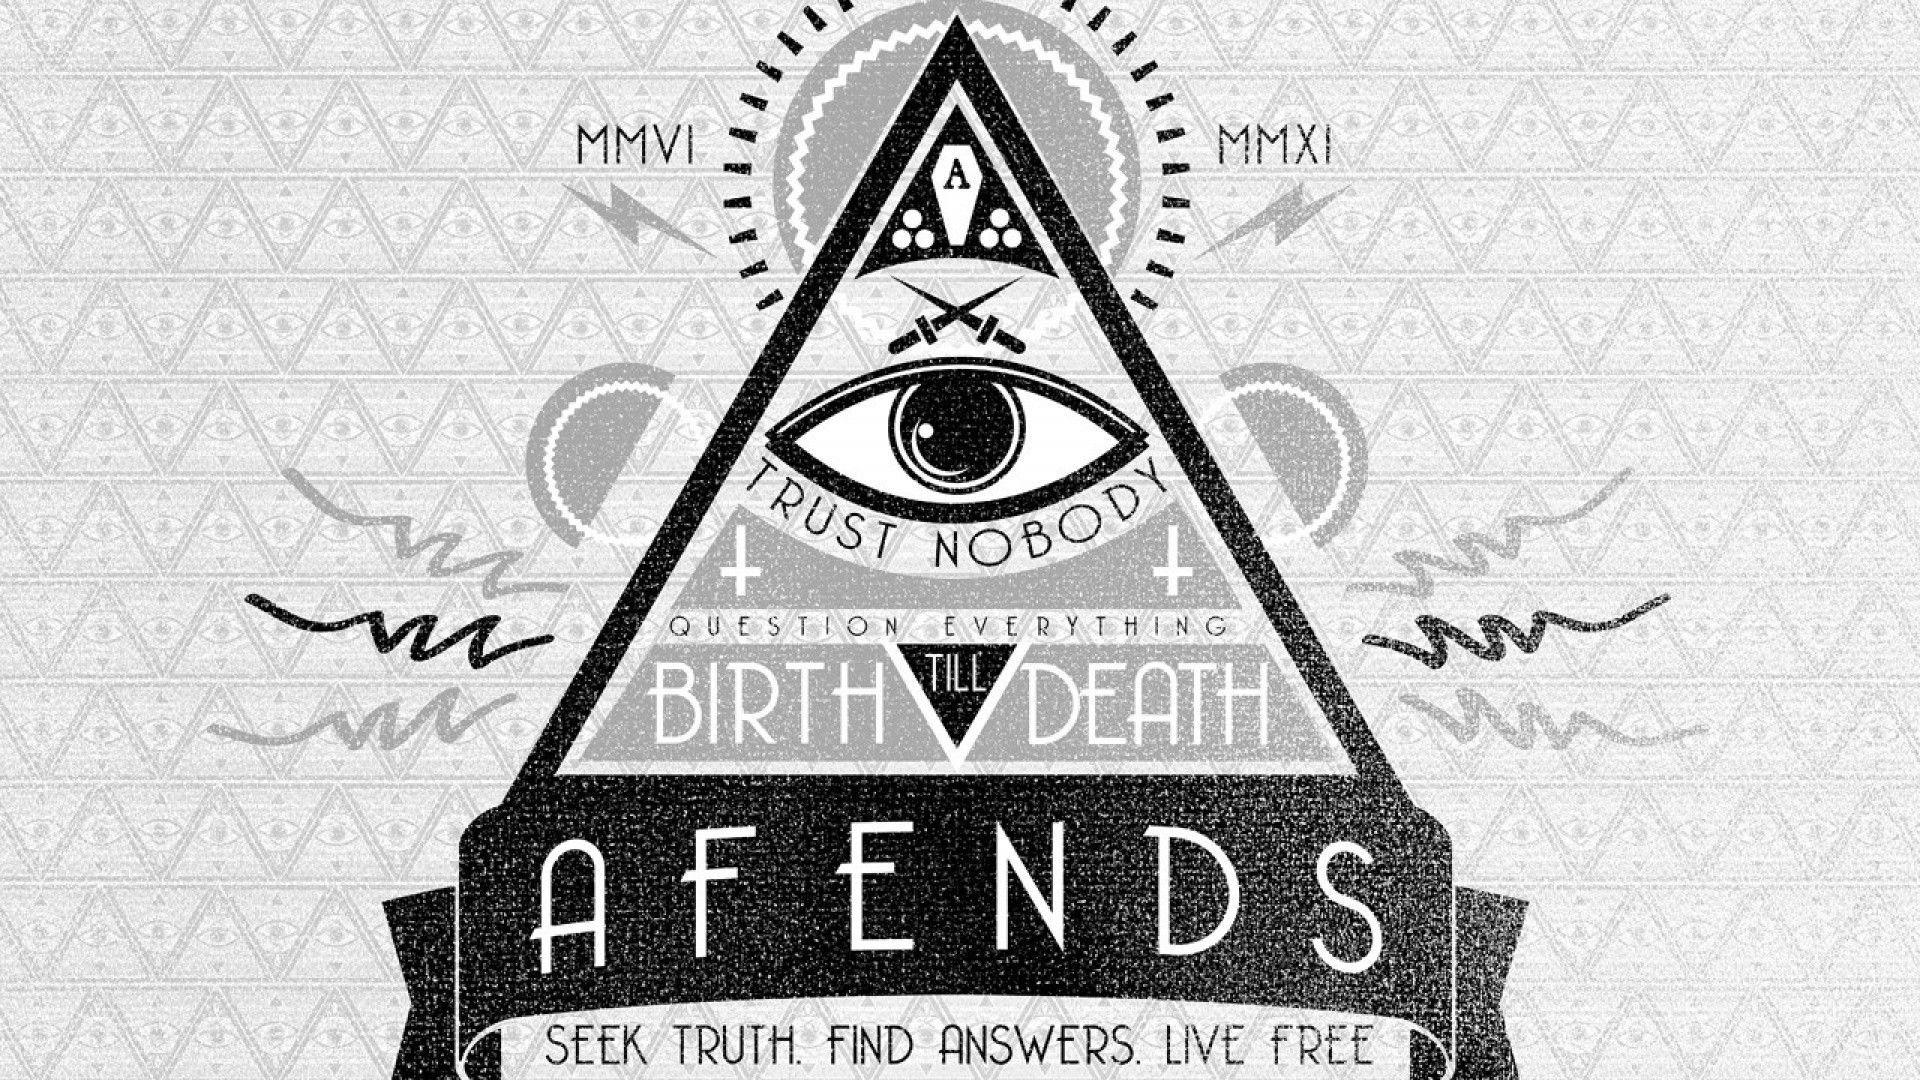 MMVI MMXI
A
TRUST NOBODY
QUESTION EVERYTHING
BIRTH TILL DEATH
AFENDS
SEEK TRUTH. FIND ANSWERS. LIVE FREE